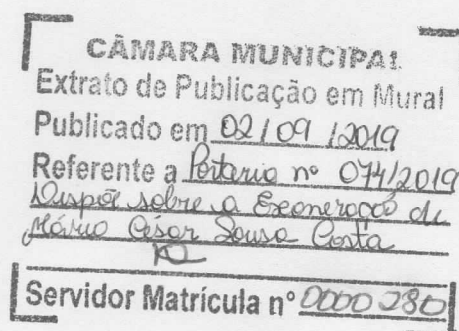 CÂMARA MUNICIPAL
Extrato de Publicação em Mural
Publicado em 02/09/2019
Referente a Portaria nº 074/2019
Dispõe sobre a Exoneração de
Mário César Sousa Costa
Servidor Matrícula nº 0000280